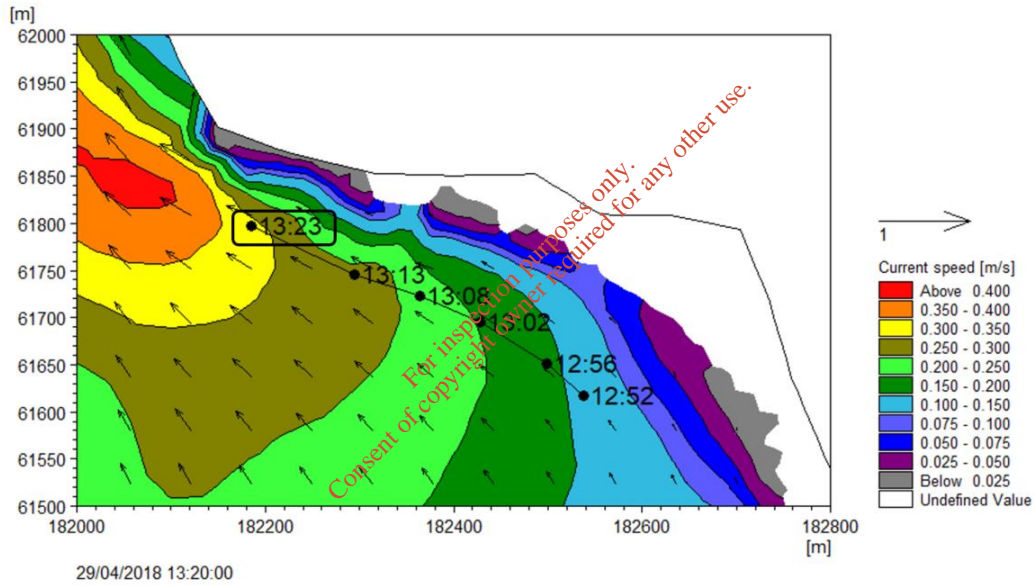 [m]
62000
61950
61900
61850
61800
61750
61700
61650
61600
61550
61500
182000
182200
182400
182600
182800
[m]
13:23
13:13
13:08
13:02
12:56
12:52
For inspection purposes only.
Consent of copyright owner required for any other use.
1
Current speed [m/s]
Above 0.400
0.350 - 0.400
0.300 - 0.350
0.250 - 0.300
0.200 - 0.250
0.150 - 0.200
0.100 - 0.150
0.075 - 0.100
0.050 - 0.075
0.025 - 0.050
Below 0.025
Undefined Value
29/04/2018 13:20:00